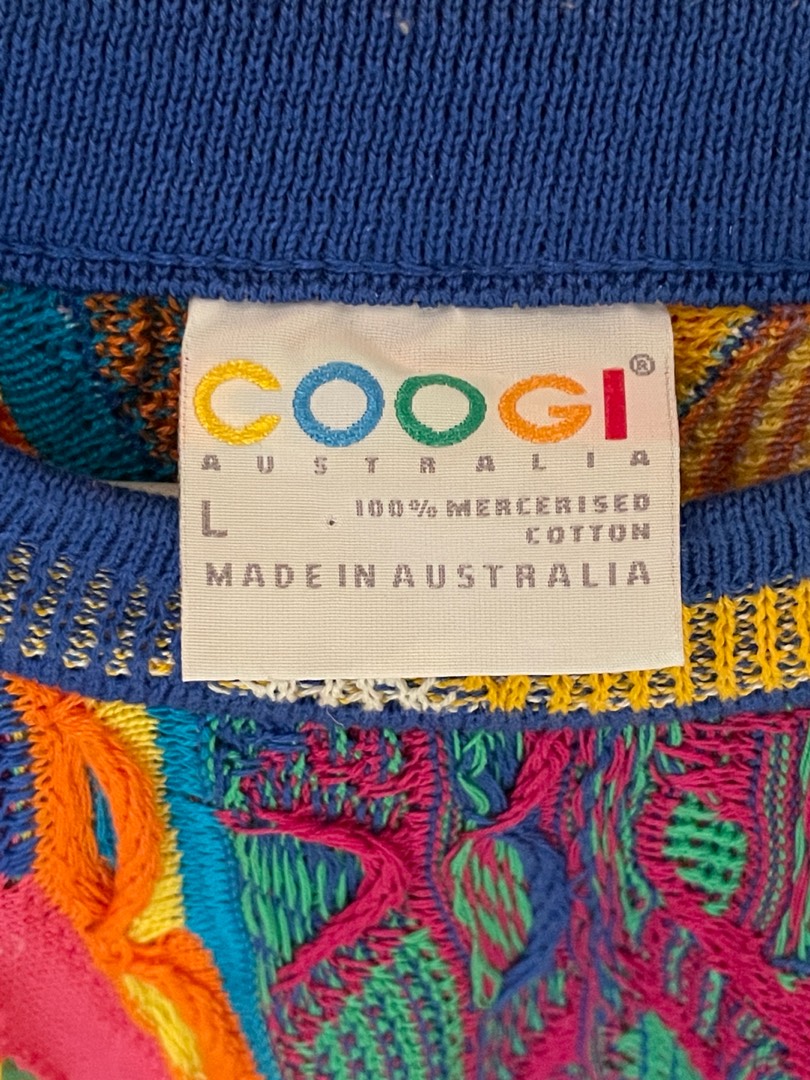 COOGI®
AUSTRALIA
L 100% MERCERISED
COTTON
MADE IN AUSTRALIA